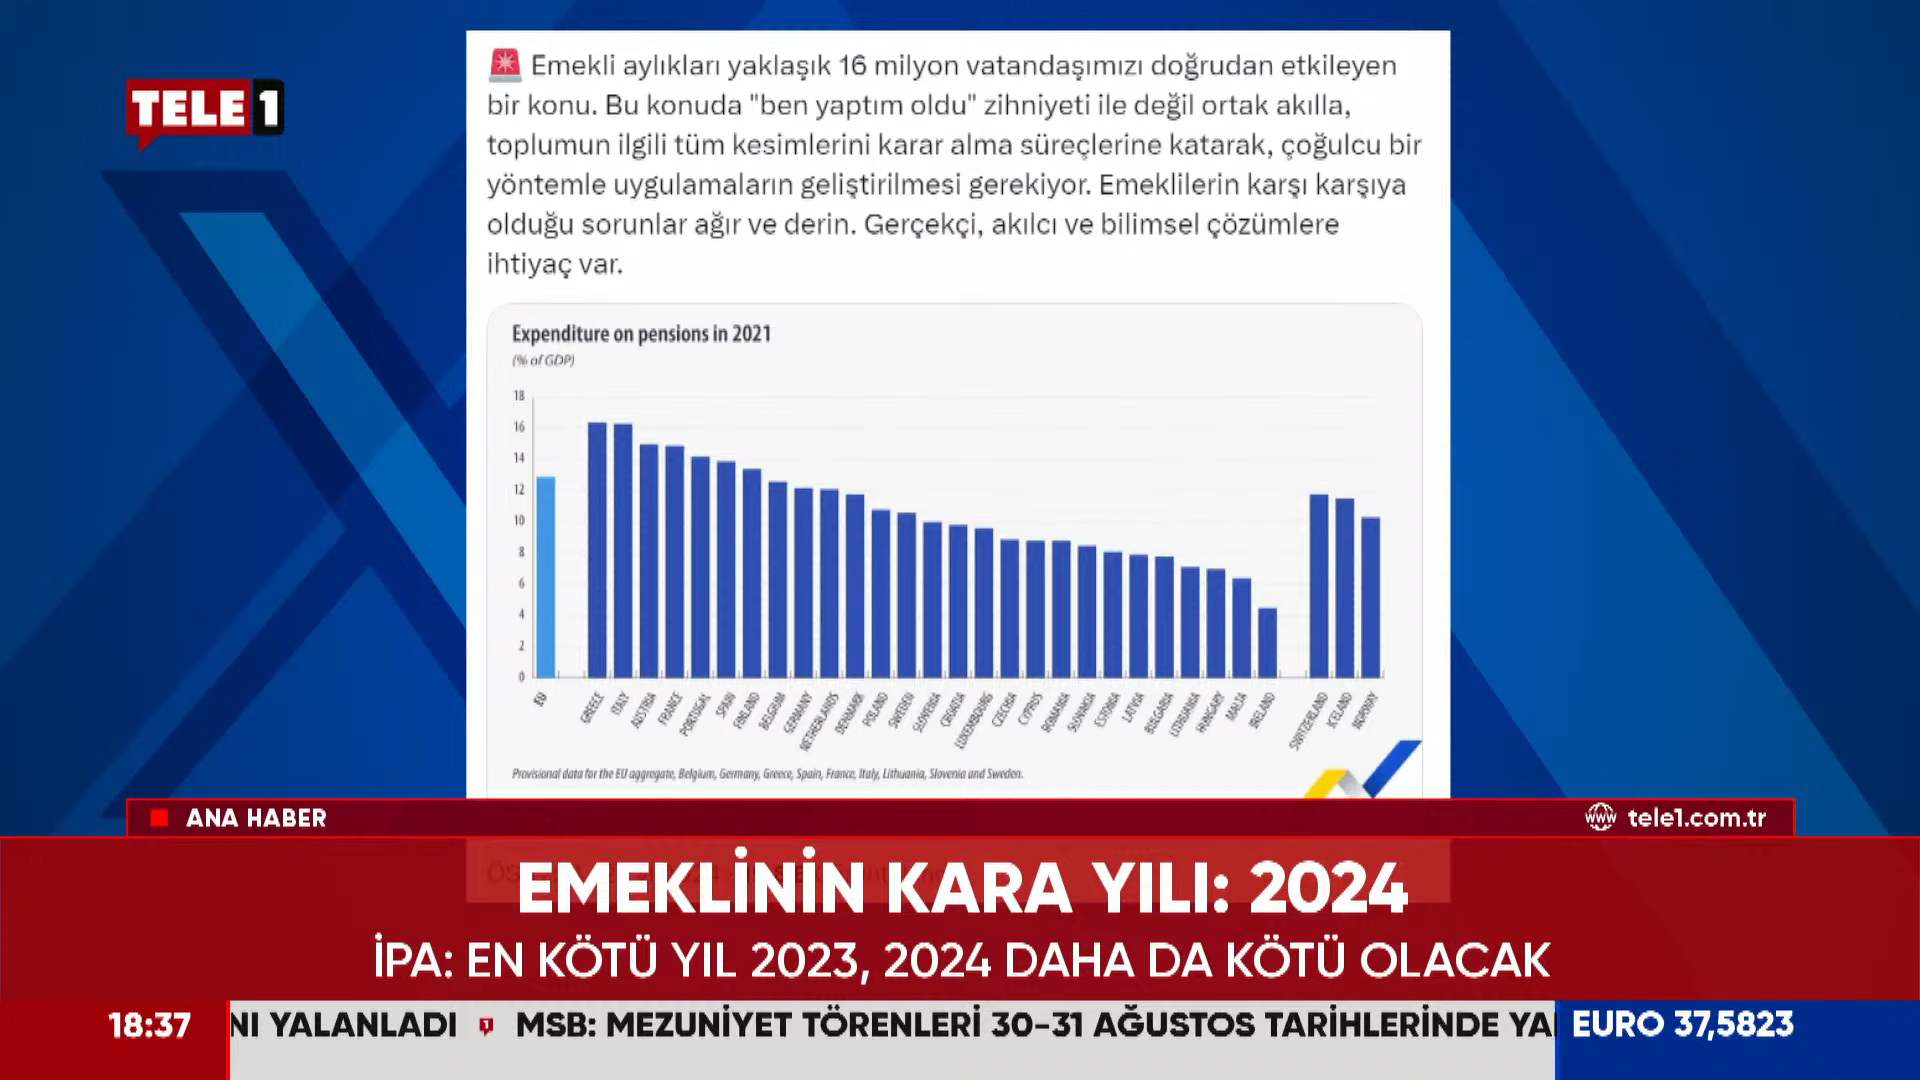 TELE 1
Emekli aylıkları yaklaşık 16 milyon vatandaşımızı doğrudan etkileyen
bir konu. Bu konuda "ben yaptım oldu" zihniyeti ile değil ortak akılla,
toplumun ilgili tüm kesimlerini karar alma süreçlerine katarak, çoğulcu bir
yöntemle uygulamaların geliştirilmesi gerekiyor. Emeklilerin karşı karşıya
olduğu sorunlar ağır ve derin. Gerçekçi, akılcı ve bilimsel çözümlere
ihtiyaç var.
Expenditure on pensions in 2021
(% of GDP)
18
16
14
12
10
8
6
4
2
0
EU
GREECE
ITALY
AUSTRIA
FRANCE
PORTUGAL
SPAIN
FINLAND
BELGIUM
GERMANY
NETHERLANDS
DENMARK
POLAND
SWEDEN
SLOVENIA
CROATIA
LUXEMBOURG
CZECHIA
CYPRUS
ROMANIA
SLOVAKIA
ESTONIA
LATVIA
BULGARIA
LITHUANIA
HUNGARY
MALTA
IRELAND
SWITZERLAND
ICELAND
NORWAY
Provisional data for the EU aggregate, Belgium, Germany, Greece, Spain, France, Italy, Lithuania, Slovenia and Sweden.
ANA HABER
www tele1.com.tr
EMEKLİNİN KARA YILI: 2024
İPA: EN KÖTÜ YIL 2023, 2024 DAHA DA KÖTÜ OLACAK
18:37
NI YALANLADI 1 MSB: MEZUNİYET TÖRENLERİ 30-31 AĞUSTOS TARİHLERİNDE YA
EURO 37,5823